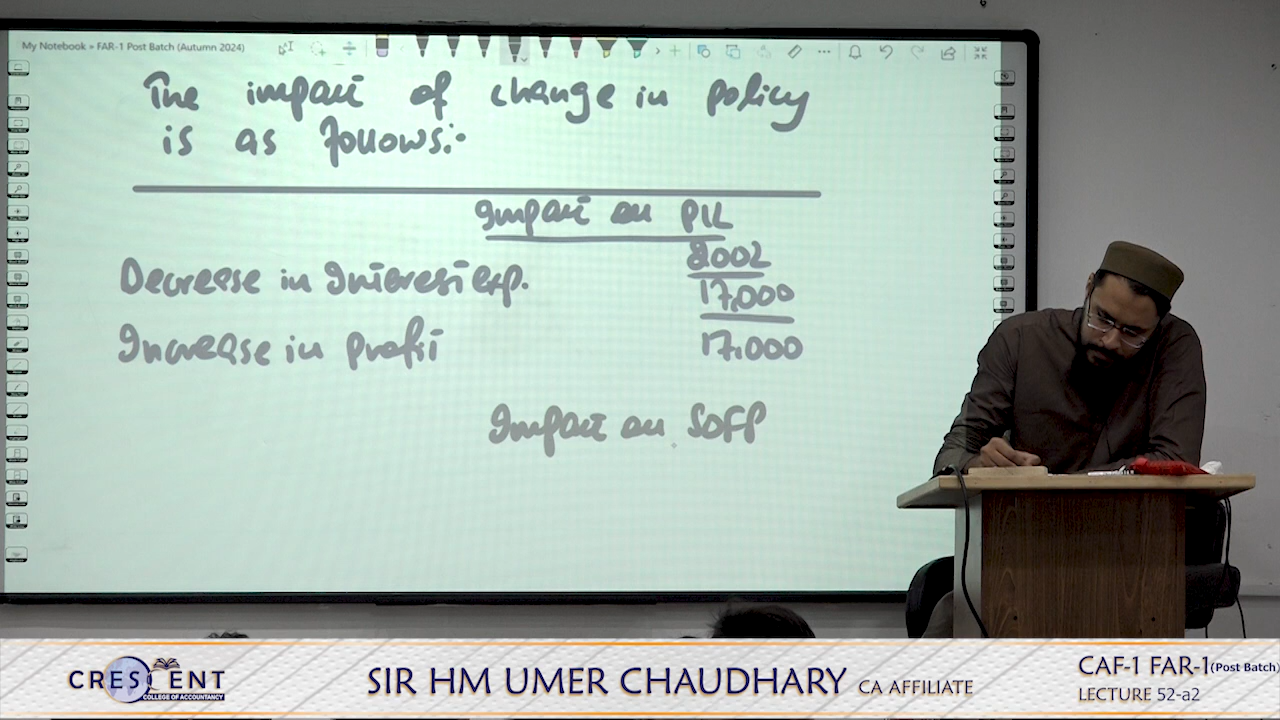 My Notebook » FAR-1 Post Batch (Autumn 2024)
The impact of change in policy
is as follows:-
Impact on P/L
2002
Decrease in Interest exp. 17,000
Increase in profit 17,000
Impact on SOFP
CRESCENT
COLLEGE OF ACCOUNTANCY
SIR HM UMER CHAUDHARY CA AFFILIATE
CAF-1 FAR-1(Post Batch)
LECTURE 52-a2